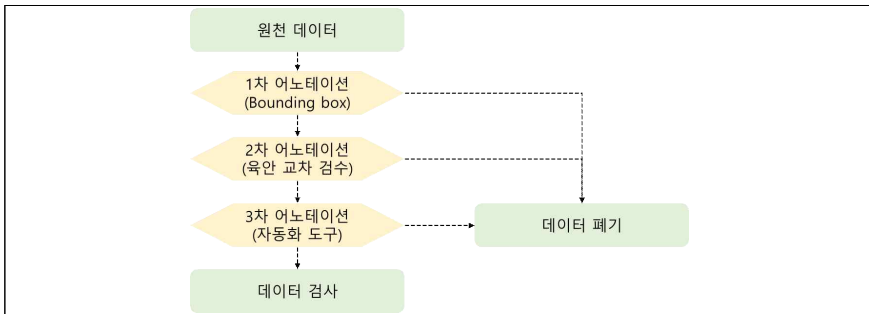 원천 데이터
1차 어노테이션
(Bounding box)
2차 어노테이션
(육안 교차 검수)
3차 어노테이션
(자동화 도구)
데이터 폐기
데이터 검사